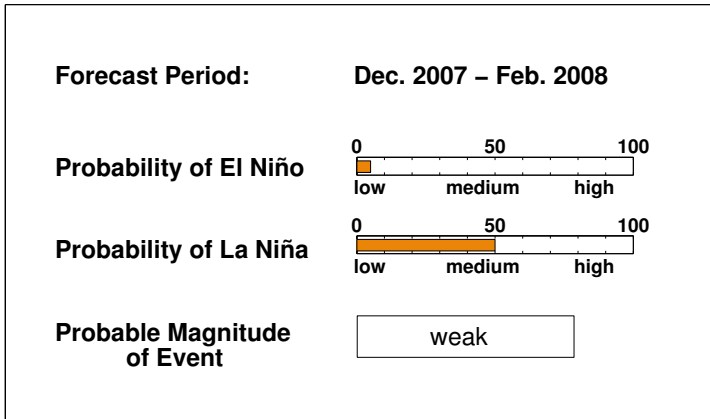 Forecast Period: Dec. 2007 – Feb. 2008
0 50 100
Probability of El Niño
low medium high
0 50 100
Probability of La Niña
low medium high
Probable Magnitude
of Event
weak